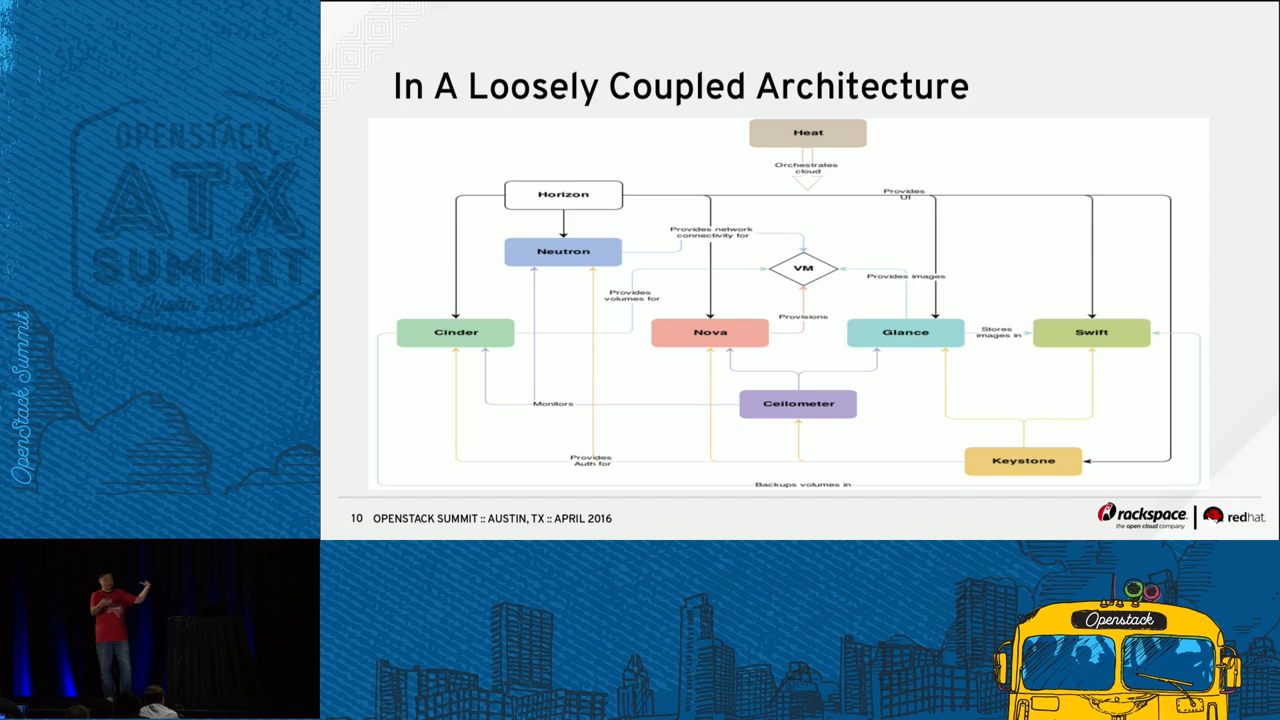 In A Loosely Coupled Architecture
Heat
Orchestrates
cloud
Horizon
Provides
UI
Provides network
connectivity for
Neutron
VM
Provides images
Provides
volumes for
Provisions
Cinder
Nova
Glance
Stores
images in
Swift
Monitors
Ceilometer
Provides
Auth for
Keystone
Backups volumes in
10 OPENSTACK SUMMIT :: AUSTIN, TX :: APRIL 2016
rackspace.
the open cloud company
redhat.
OPENSTACK
ATX
SUMMIT
Austin
OpenStack Summit
Openstack